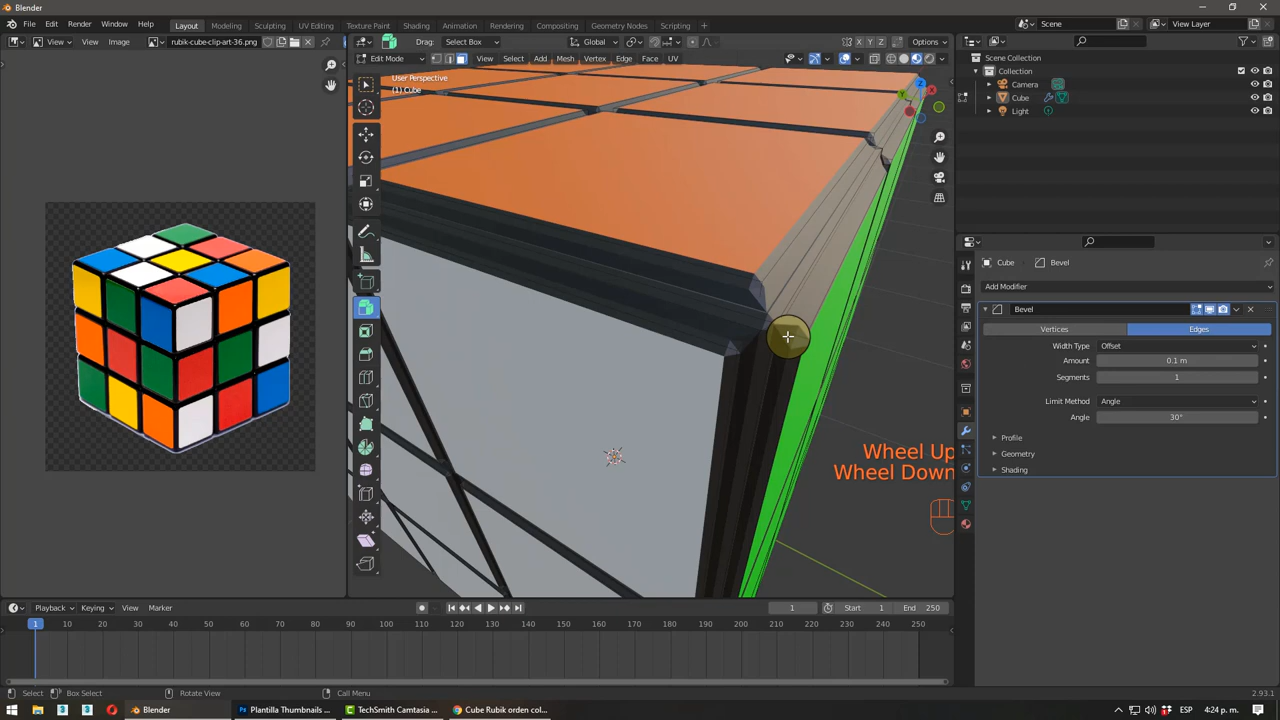 Blender
File Edit Render Window Help Layout Modeling Sculpting UV Editing Texture Paint Shading Animation Rendering Compositing Geometry Nodes Scripting + Scene View Layer
View View Image rubik-cube-clip-art-36.png Drag: Select Box Global X Y Z Options
Edit Mode View Select Add Mesh Vertex Edge Face UV
User Perspective
(1) Cube
Scene Collection
Collection
Camera
Cube
Light
Cube Bevel
Add Modifier
Bevel
Vertices Edges
Width Type Offset
Amount 0.1 m
Segments 1
Limit Method Angle
Angle 30°
Profile
Geometry
Shading
Wheel Up
Wheel Down
Playback Keying View Marker 1 Start 1 End 250
1 10 20 30 40 50 60 70 80 90 100 110 120 130 140 150 160 170 180 190 200 210 220 230 240 250
Select Box Select Rotate View Call Menu 2.93.1
Blender Plantilla Thumbnails ... TechSmith Camtasia ... Cube Rubik orden col... ESP 4:24 p. m.